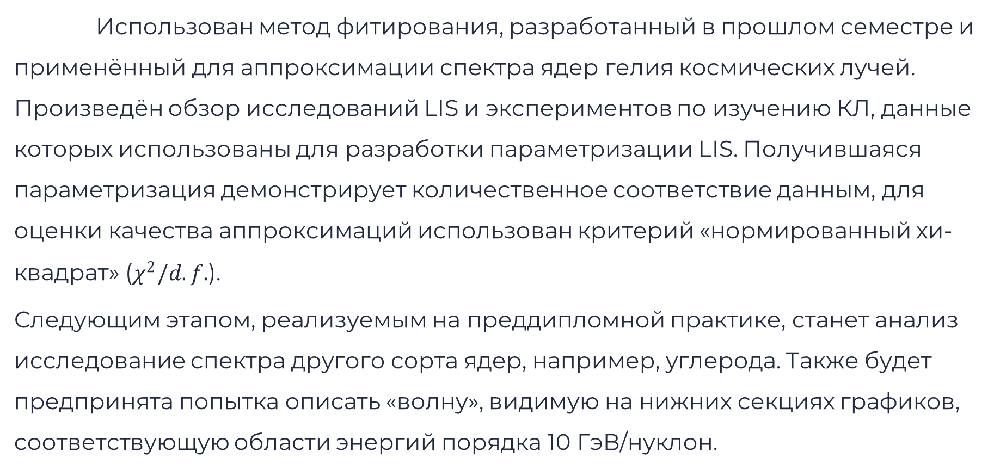 Использован метод фитирования, разработанный в прошлом семестре и
применённый для аппроксимации спектра ядер гелия космических лучей.
Произведён обзор исследований LIS и экспериментов по изучению КЛ, данные
которых использованы для разработки параметризации LIS. Получившаяся
параметризация демонстрирует количественное соответствие данным, для
оценки качества аппроксимаций использован критерий «нормированный хи-
квадрат» (χ²/d.f.).
Следующим этапом, реализуемым на преддипломной практике, станет анализ
исследование спектра другого сорта ядер, например, углерода. Также будет
предпринята попытка описать «волну», видимую на нижних секциях графиков,
соответствующую области энергий порядка 10 ГэВ/нуклон.